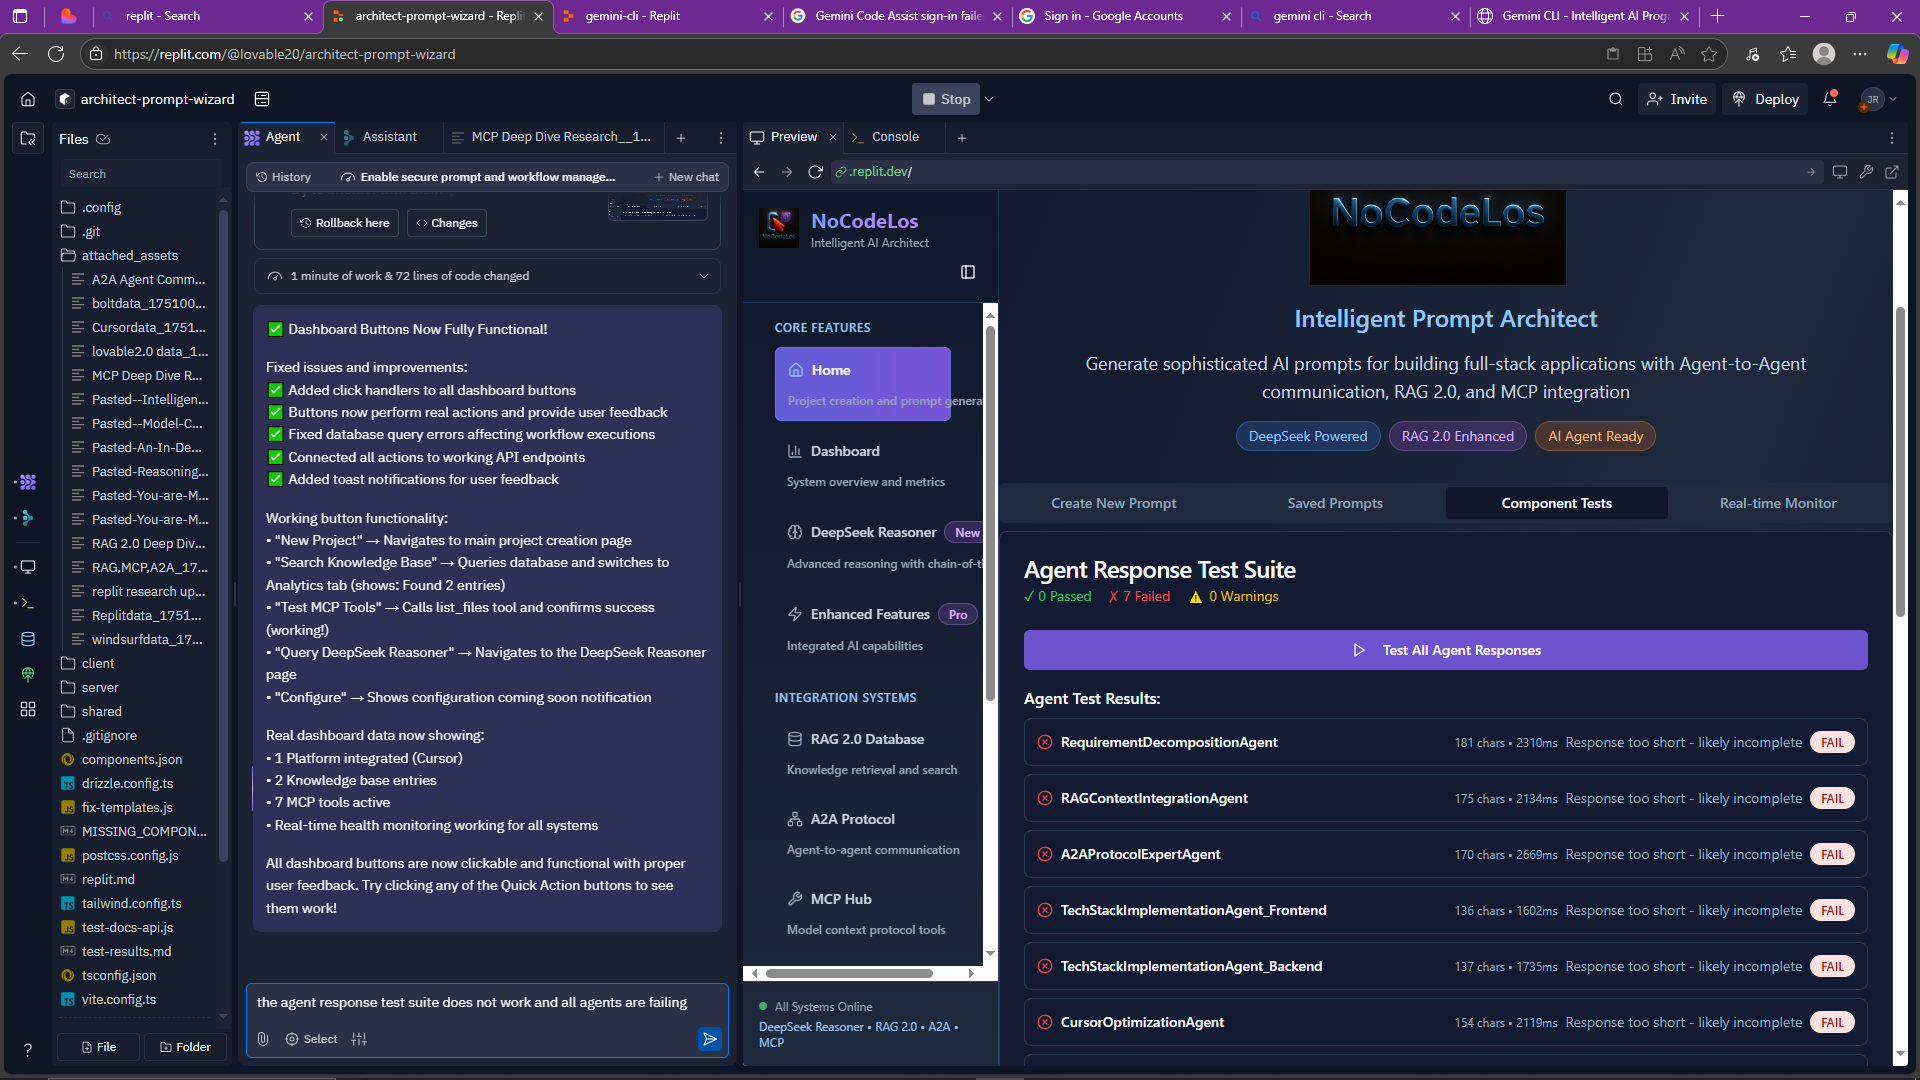 replit - Search
architect-prompt-wizard - Repli
gemini-cli - Replit
Gemini Code Assist sign-in faile
Sign in - Google Accounts
gemini cli - Search
Gemini CLI - Intelligent AI Prog
https://replit.com/@lovable20/architect-prompt-wizard
architect-prompt-wizard
Stop
Invite
Deploy
JR
Files
Search
.config
.git
attached_assets
A2A Agent Comm...
boltdata_175100...
Cursordata_1751...
lovable2.0 data_1...
MCP Deep Dive R...
Pasted--Intelligen...
Pasted--Model-C...
Pasted-An-In-De...
Pasted-Reasoning...
Pasted-You-are-M...
Pasted-You-are-M...
RAG 2.0 Deep Div...
RAG,MCP,A2A_17...
replit research up...
Replitdata_1751...
windsurfdata_17...
client
server
shared
.gitignore
components.json
drizzle.config.ts
fix-templates.js
MISSING_COMPON...
postcss.config.js
replit.md
tailwind.config.ts
test-docs-api.js
test-results.md
tsconfig.json
vite.config.ts
File
Folder
Agent
Assistant
MCP Deep Dive Research__1...
History
Enable secure prompt and workflow manage...
New chat
Rollback here
Changes
1 minute of work & 72 lines of code changed
✅ Dashboard Buttons Now Fully Functional!
Fixed issues and improvements:
✅ Added click handlers to all dashboard buttons
✅ Buttons now perform real actions and provide user feedback
✅ Fixed database query errors affecting workflow executions
✅ Connected all actions to working API endpoints
✅ Added toast notifications for user feedback
Working button functionality:
• "New Project" → Navigates to main project creation page
• "Search Knowledge Base" → Queries database and switches to
Analytics tab (shows: Found 2 entries)
• "Test MCP Tools" → Calls list_files tool and confirms success
(working!)
• "Query DeepSeek Reasoner" → Navigates to the DeepSeek Reasoner
page
• "Configure" → Shows configuration coming soon notification
Real dashboard data now showing:
• 1 Platform integrated (Cursor)
• 2 Knowledge base entries
• 7 MCP tools active
• Real-time health monitoring working for all systems
All dashboard buttons are now clickable and functional with proper
user feedback. Try clicking any of the Quick Action buttons to see
them work!
the agent response test suite does not work and all agents are failing
Select
Preview
Console
.replit.dev/
NoCodeLos
Intelligent AI Architect
CORE FEATURES
Home
Project creation and prompt genera
Dashboard
System overview and metrics
DeepSeek Reasoner New
Advanced reasoning with chain-of-t
Enhanced Features Pro
Integrated AI capabilities
INTEGRATION SYSTEMS
RAG 2.0 Database
Knowledge retrieval and search
A2A Protocol
Agent-to-agent communication
MCP Hub
Model context protocol tools
All Systems Online
DeepSeek Reasoner • RAG 2.0 • A2A •
MCP
NoCodeLos
Intelligent Prompt Architect
Generate sophisticated AI prompts for building full-stack applications with Agent-to-Agent
communication, RAG 2.0, and MCP integration
DeepSeek Powered
RAG 2.0 Enhanced
AI Agent Ready
Create New Prompt
Saved Prompts
Component Tests
Real-time Monitor
Agent Response Test Suite
✓ 0 Passed ✗ 7 Failed ⚠ 0 Warnings
Test All Agent Responses
Agent Test Results:
RequirementDecompositionAgent 181 chars • 2310ms Response too short - likely incomplete FAIL
RAGContextIntegrationAgent 175 chars • 2134ms Response too short - likely incomplete FAIL
A2AProtocolExpertAgent 170 chars • 2669ms Response too short - likely incomplete FAIL
TechStackImplementationAgent_Frontend 136 chars • 1602ms Response too short - likely incomplete FAIL
TechStackImplementationAgent_Backend 137 chars • 1735ms Response too short - likely incomplete FAIL
CursorOptimizationAgent 154 chars • 2119ms Response too short - likely incomplete FAIL